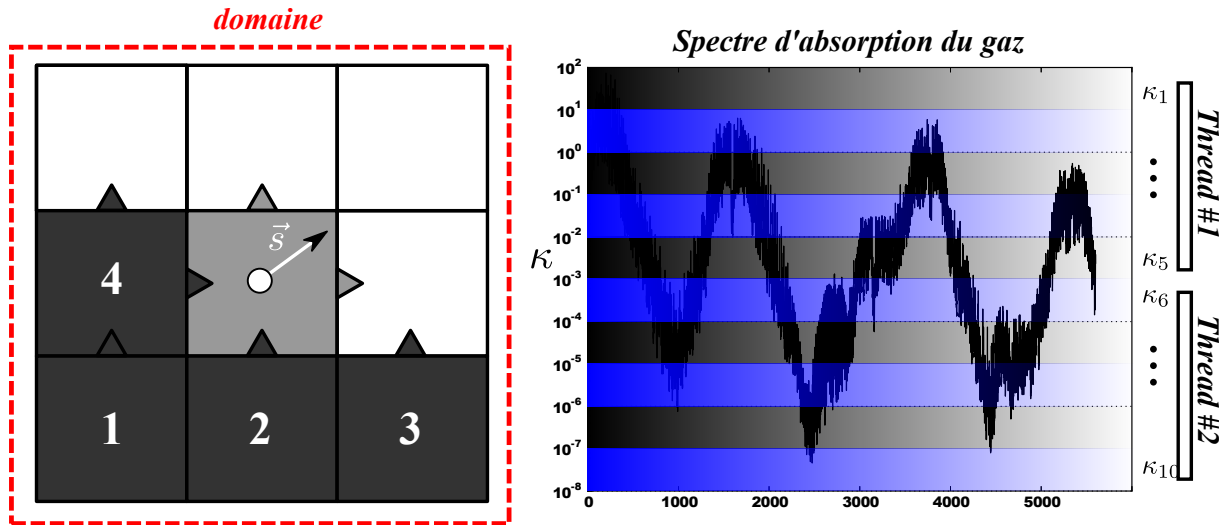 domaine
s
4
1
2
3
Spectre d'absorption du gaz
10²
10¹
10⁰
10⁻¹
10⁻²
10⁻³
10⁻⁴
10⁻⁵
10⁻⁶
10⁻⁷
10⁻⁸
κ
0 1000 2000 3000 4000 5000
κ₁
κ₅
κ₆
κ₁₀
Thread #1
Thread #2